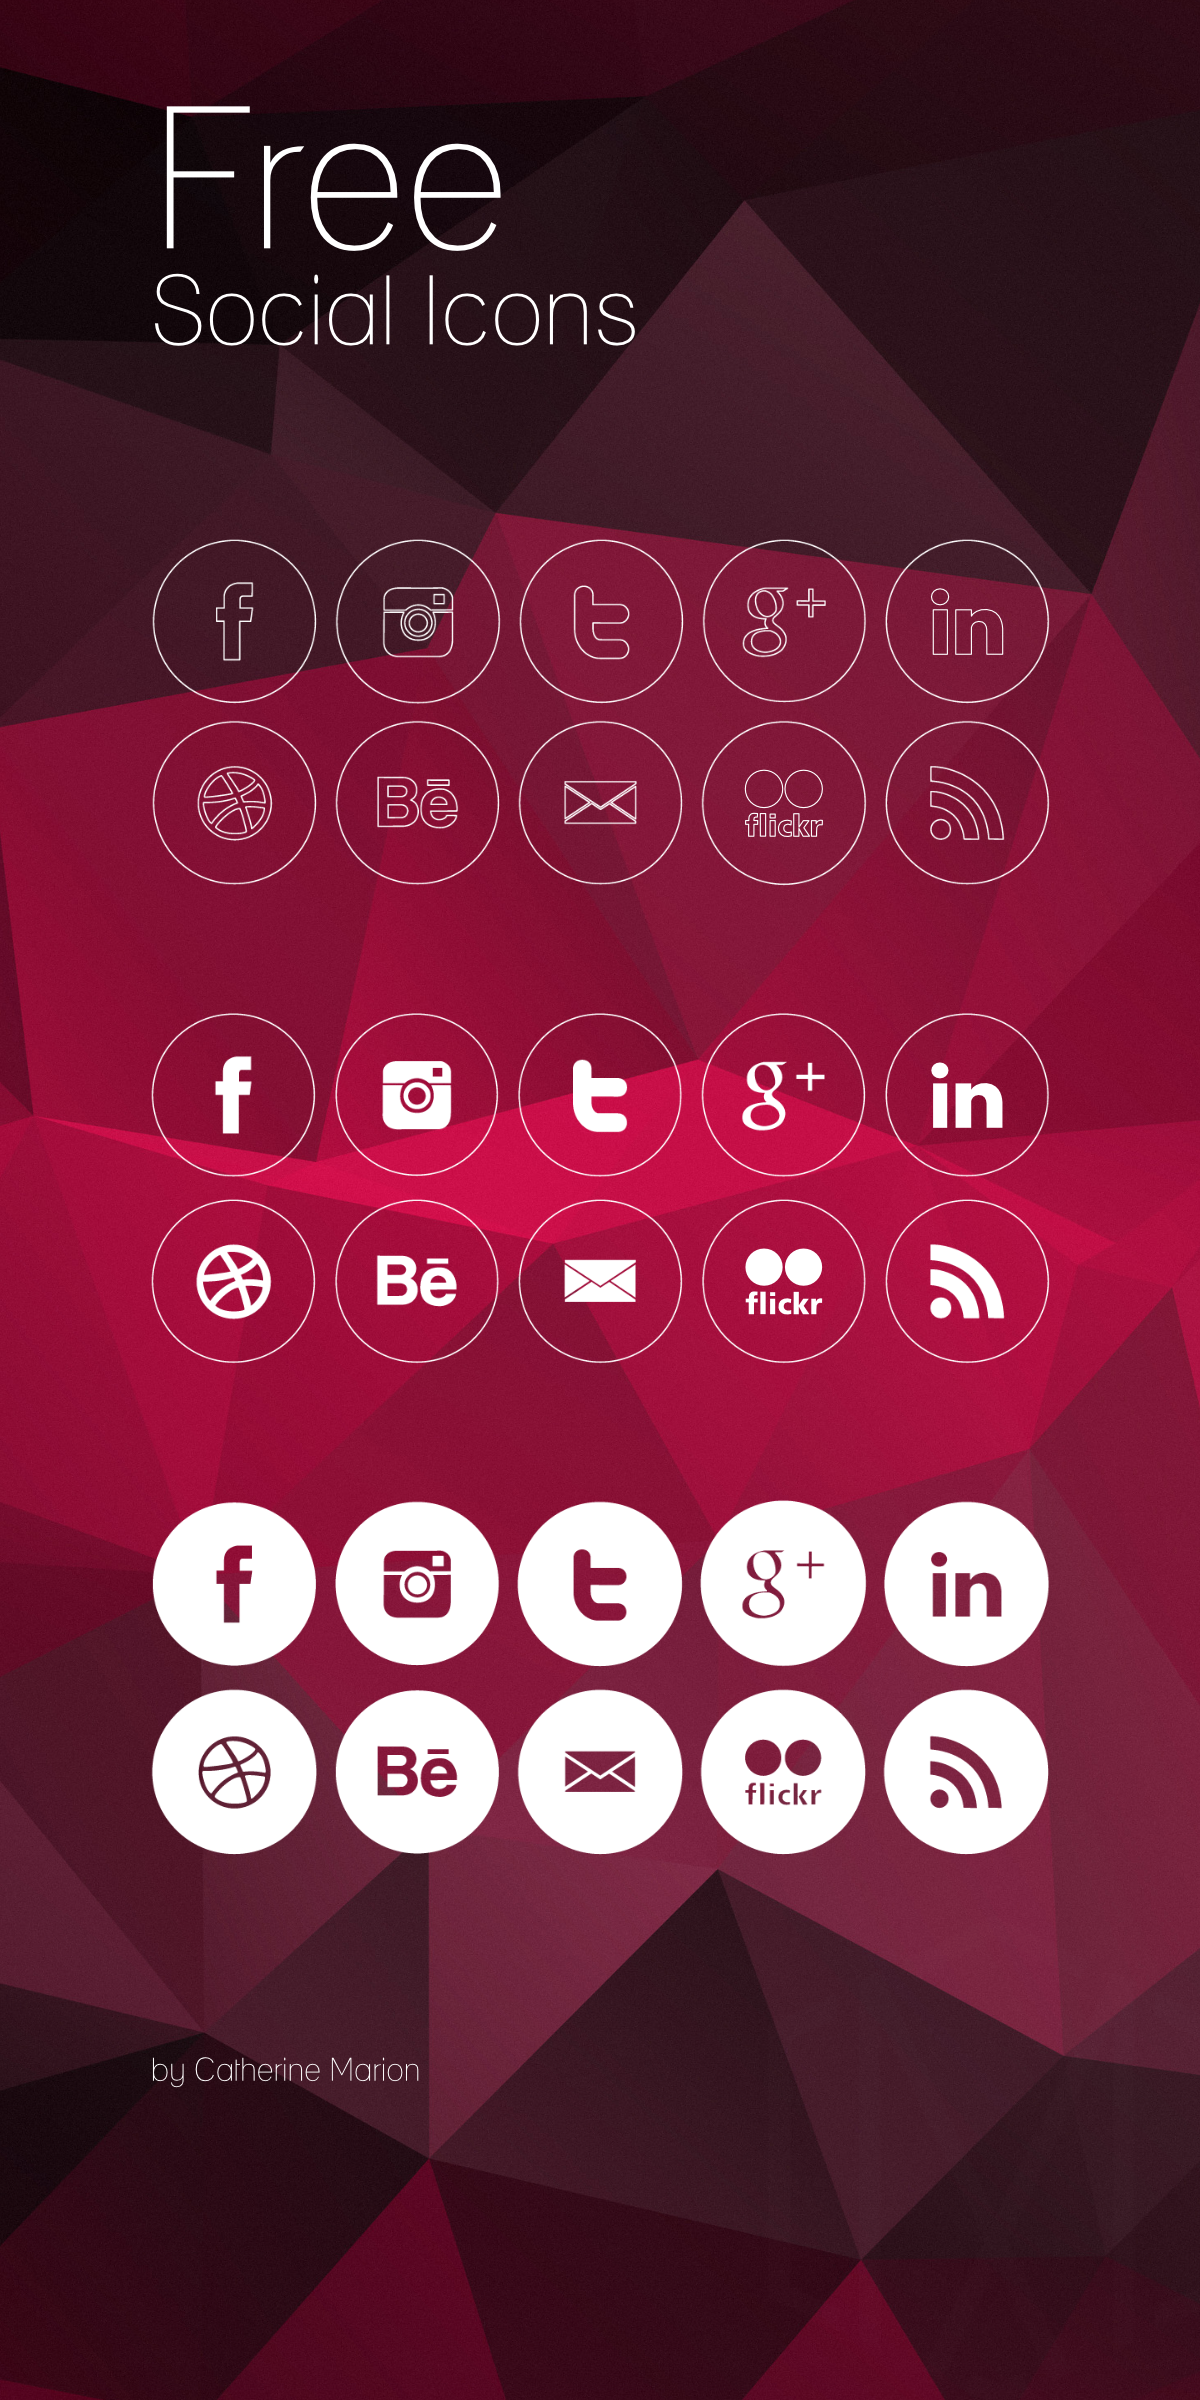 Free
Social Icons
f t g+ in
Bē flickr
f t g+ in
Bē flickr
f t g+ in
Bē flickr
by Catherine Marion